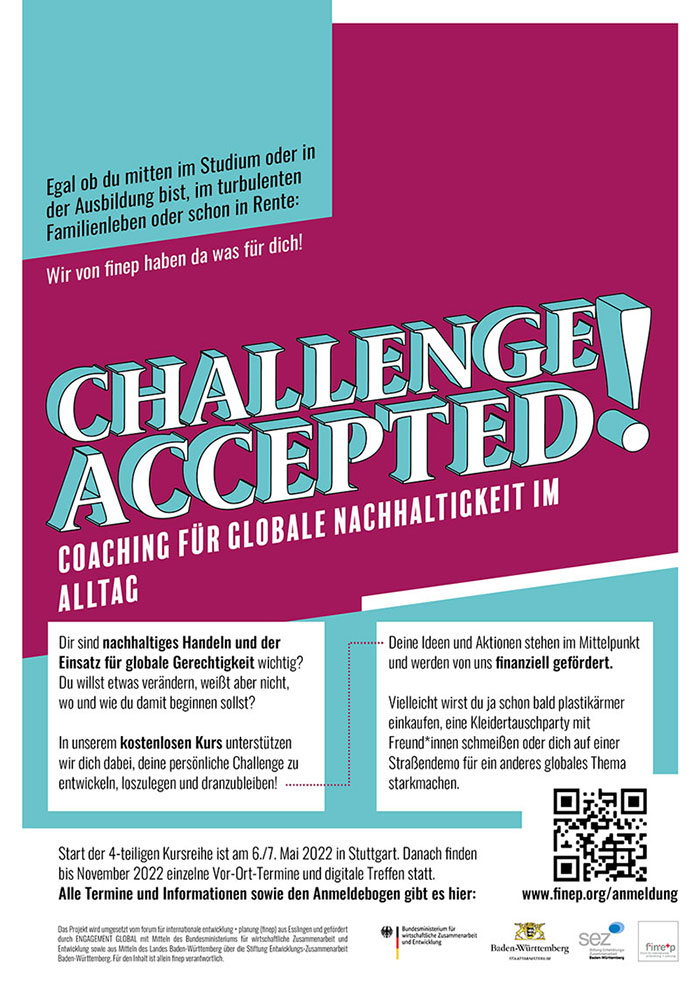 Egal ob du mitten im Studium oder in
der Ausbildung bist, im turbulenten
Familienleben oder schon in Rente:
Wir von finep haben da was für dich!
CHALLENGE
ACCEPTED!
COACHING FÜR GLOBALE NACHHALTIGKEIT IM
ALLTAG
Dir sind nachhaltiges Handeln und der
Einsatz für globale Gerechtigkeit wichtig?
Du willst etwas verändern, weißt aber nicht,
wo und wie du damit beginnen sollst?
In unserem kostenlosen Kurs unterstützen
wir dich dabei, deine persönliche Challenge zu
entwickeln, loszulegen und dranzubleiben!
Deine Ideen und Aktionen stehen im Mittelpunkt
und werden von uns finanziell gefördert.
Vielleicht wirst du ja schon bald plastikärmer
einkaufen, eine Kleidertauschparty mit
Freund*innen schmeißen oder dich auf einer
Straßendemo für ein anderes globales Thema
starkmachen.
Start der 4-teiligen Kursreihe ist am 6./7. Mai 2022 in Stuttgart. Danach finden
bis November 2022 einzelne Vor-Ort-Termine und digitale Treffen statt.
Alle Termine und Informationen sowie den Anmeldebogen gibt es hier:
www.finep.org/anmeldung
Das Projekt wird umgesetzt vom forum für internationale entwicklung + planung (finep) aus Esslingen und gefördert
durch ENGAGEMENT GLOBAL mit Mitteln des Bundesministeriums für wirtschaftliche Zusammenarbeit und
Entwicklung sowie aus Mitteln des Landes Baden-Württemberg über die Stiftung Entwicklungs-Zusammenarbeit
Baden-Württemberg. Für den Inhalt ist allein finep verantwortlich.
Bundesministerium für
wirtschaftliche Zusammenarbeit
und Entwicklung
Baden-Württemberg
STAATSMINISTERIUM
sez
Stiftung Entwicklungs-
Zusammenarbeit
Baden-Württemberg